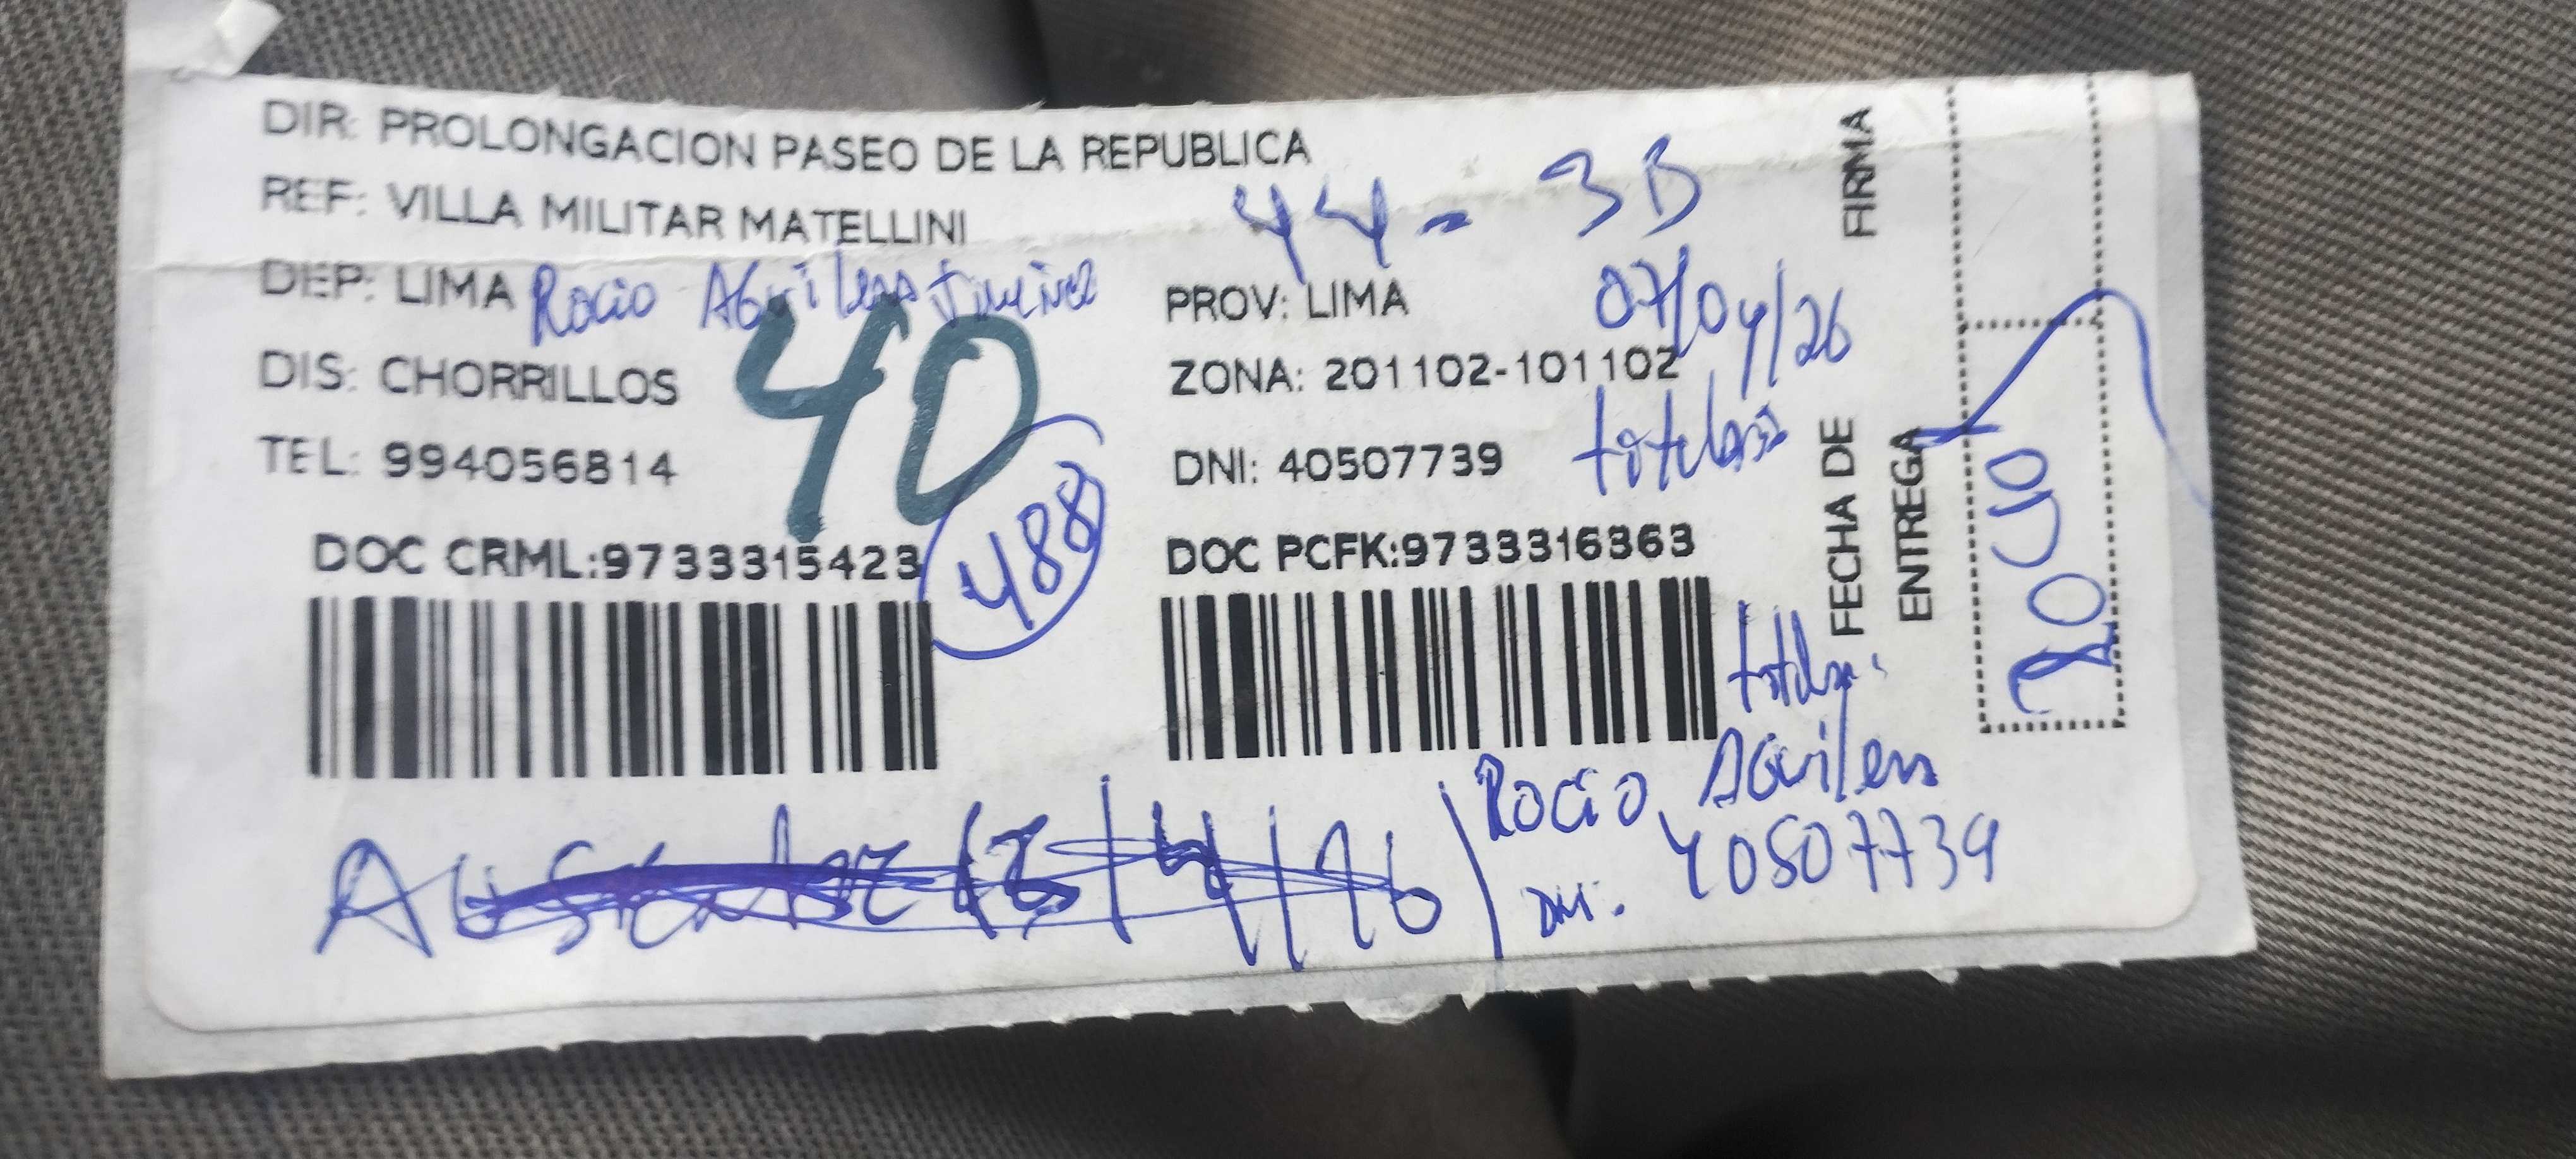 DIR: PROLONGACION PASEO DE LA REPUBLICA
REF: VILLA MILITAR MATELLINI
44- 3B
DEP: LIMA Rocio
PROV: LIMA
07/04/26
DIS: CHORRILLOS
40
ZONA: 201102-101102
TEL: 994056814
DNI: 40507739
488
DOC CRML:9733315423
DOC PCFK:9733316363
FIRMA
FECHA DE
ENTREGA
Rocio
DNI: 40507739